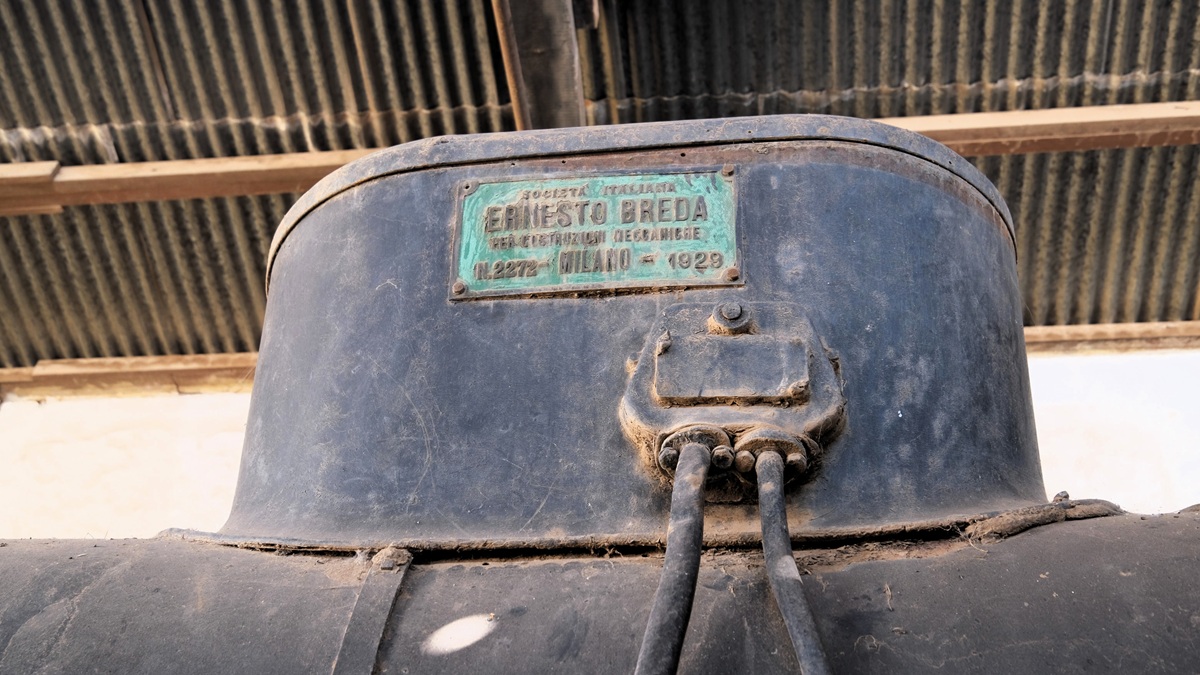 SOCIETÀ ITALIANA
ERNESTO BREDA
PER COSTRUZIONI MECCANICHE
N.2272 - MILANO - 1929